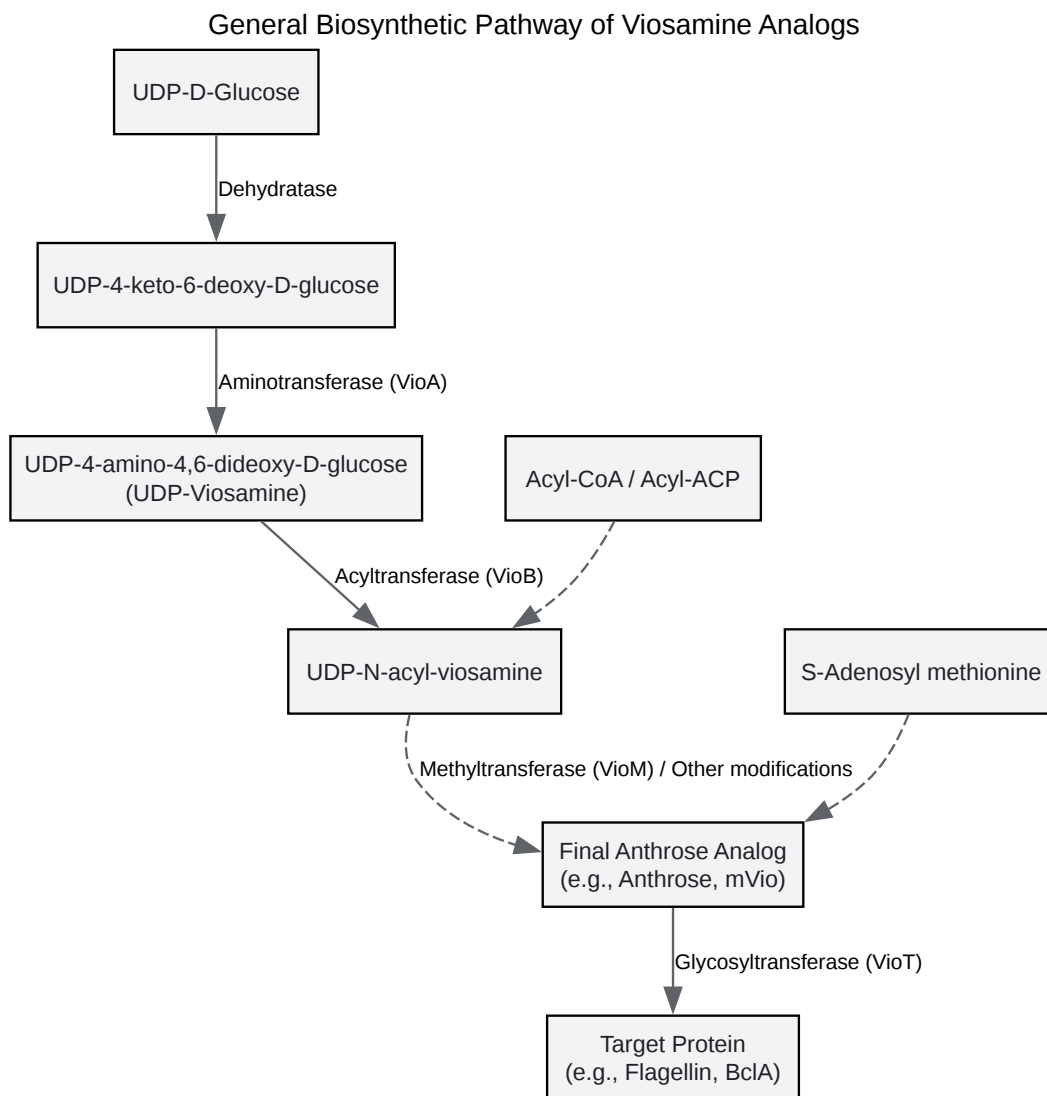 General Biosynthetic Pathway of Viosamine Analogs
UDP-D-Glucose
Dehydratase
UDP-4-keto-6-deoxy-D-glucose
Aminotransferase (VioA)
UDP-4-amino-4,6-dideoxy-D-glucose
(UDP-Viosamine)
Acyl-CoA / Acyl-ACP
Acyltransferase (VioB)
UDP-N-acyl-viosamine
S-Adenosyl methionine
Methyltransferase (VioM) / Other modifications
Final Anthrose Analog
(e.g., Anthrose, mVio)
Glycosyltransferase (VioT)
Target Protein
(e.g., Flagellin, BclA)